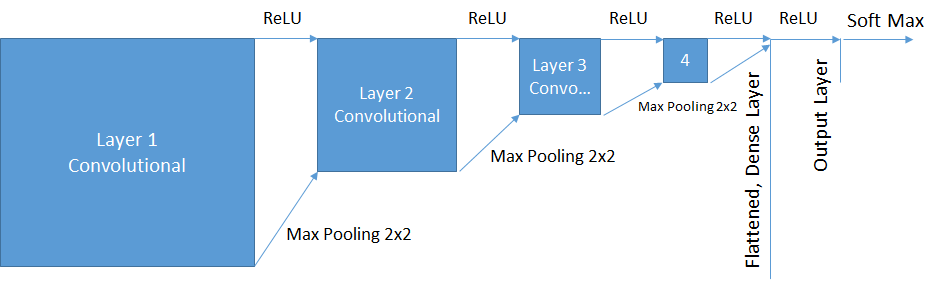 ReLU
ReLU
ReLU
ReLU
ReLU
Soft Max
Layer 1
Convolutional
Layer 2
Convolutional
Layer 3
Convo...
4
Max Pooling 2x2
Max Pooling 2x2
Max Pooling 2x2
Flattened, Dense Layer
Output Layer